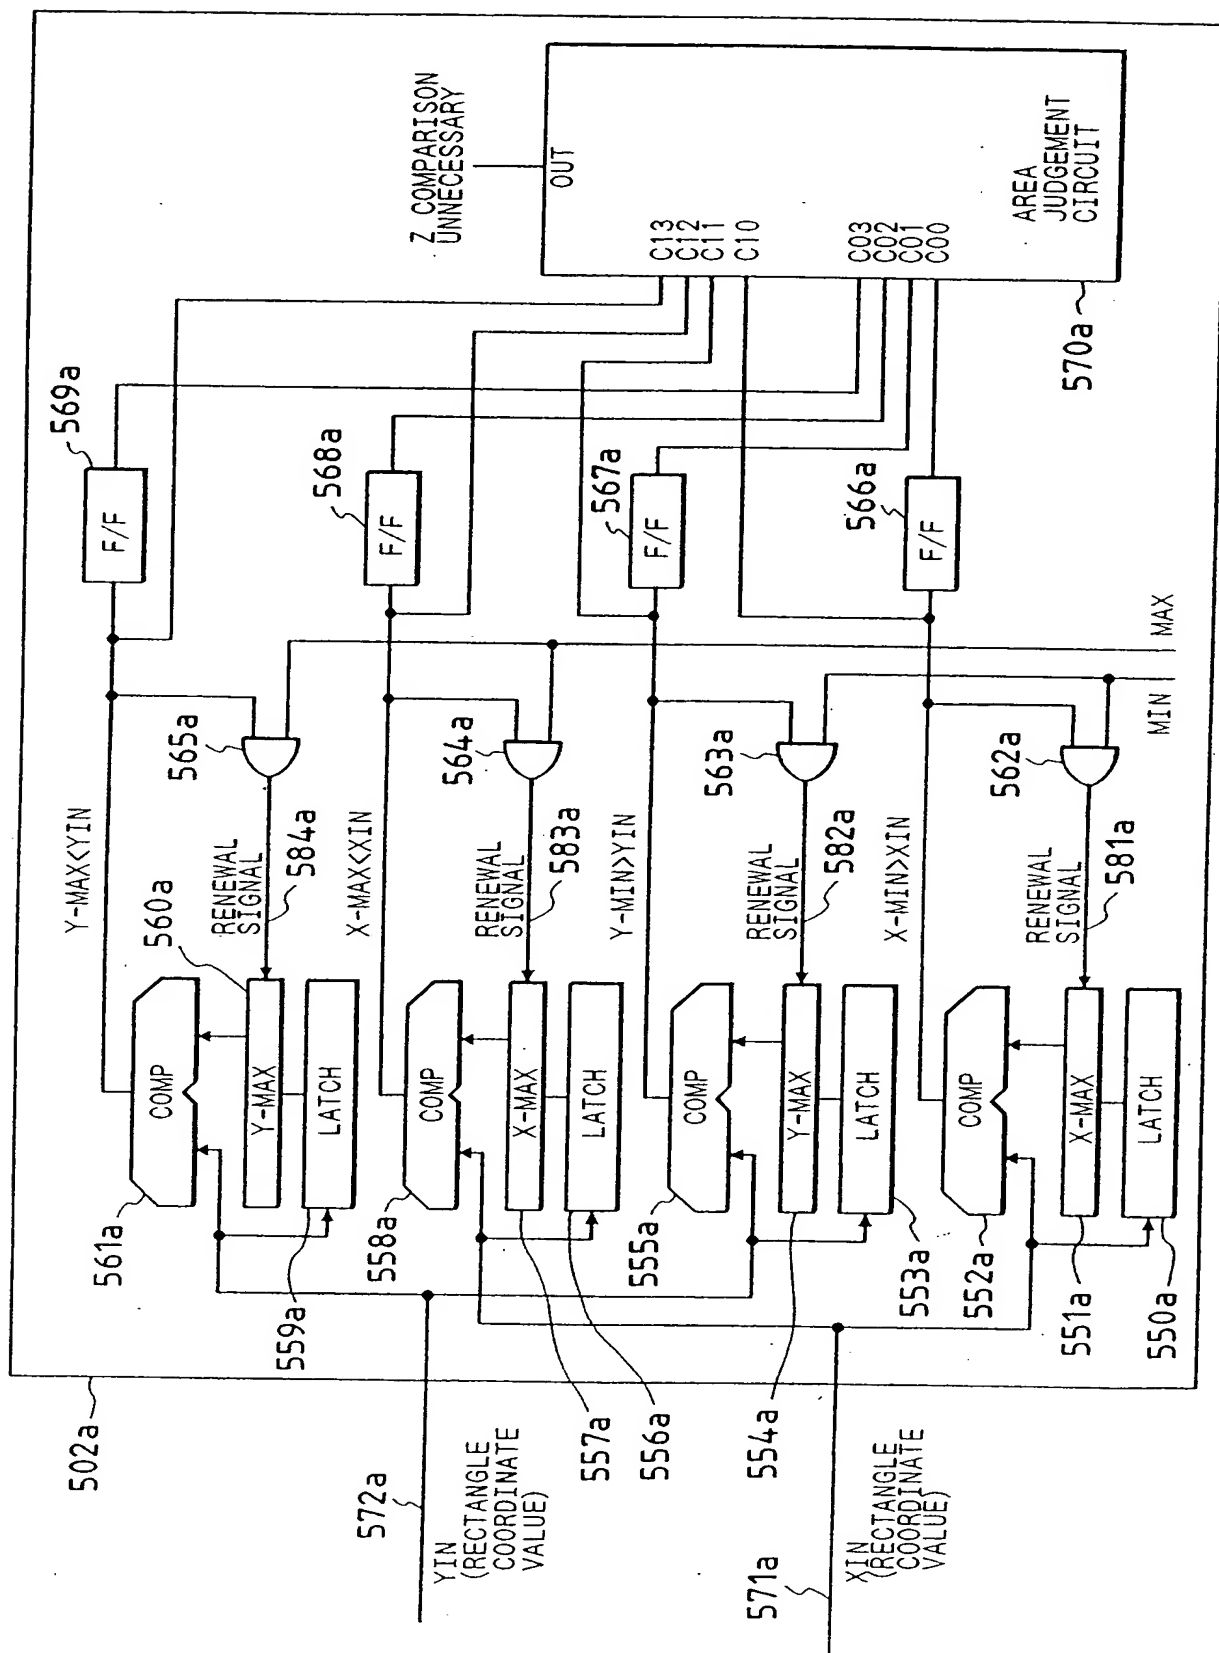 502a
572a
YIN
(RECTANGLE
COORDINATE
VALUE)
571a
XIN
(RECTANGLE
COORDINATE
VALUE)
561a
COMP
Y-MAX<YIN
560a
Y-MAX
559a
LATCH
RENEWAL
SIGNAL
584a
565a
569a
F/F
558a
COMP
X-MAX<XIN
557a
X-MAX
556a
LATCH
RENEWAL
SIGNAL
583a
564a
568a
F/F
555a
COMP
Y-MIN>YIN
554a
Y-MAX
553a
LATCH
RENEWAL
SIGNAL
582a
563a
567a
F/F
552a
COMP
X-MIN>XIN
551a
X-MAX
550a
LATCH
RENEWAL
SIGNAL
581a
562a
566a
F/F
MIN
MAX
Z COMPARISON
UNNECESSARY
OUT
C13
C12
C11
C10
C03
C02
C01
C00
AREA
JUDGEMENT
CIRCUIT
570a